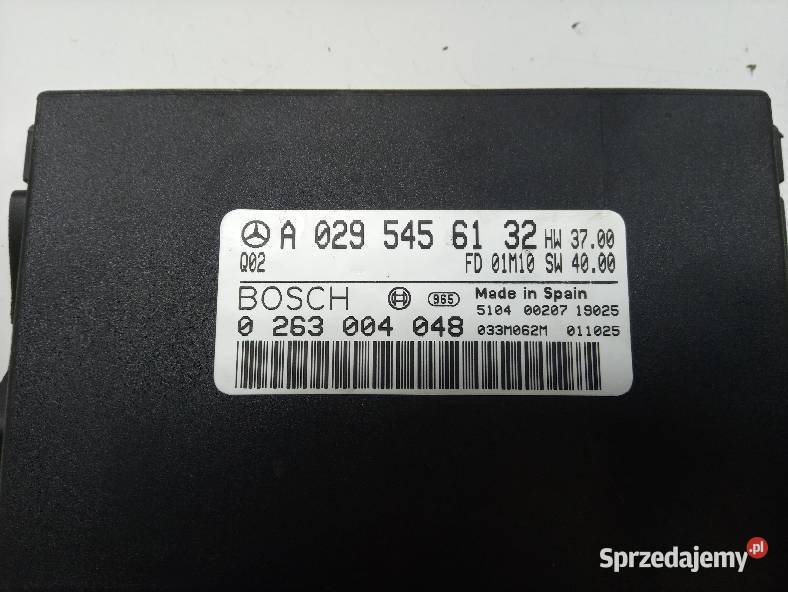 A 029 545 61 32 HW 37.00
Q02 FD 01M10 SW 40.00
BOSCH 965 Made in Spain
5104 00207 19025
0 263 004 048 033M062M 011025
Sprzedajemy.pl